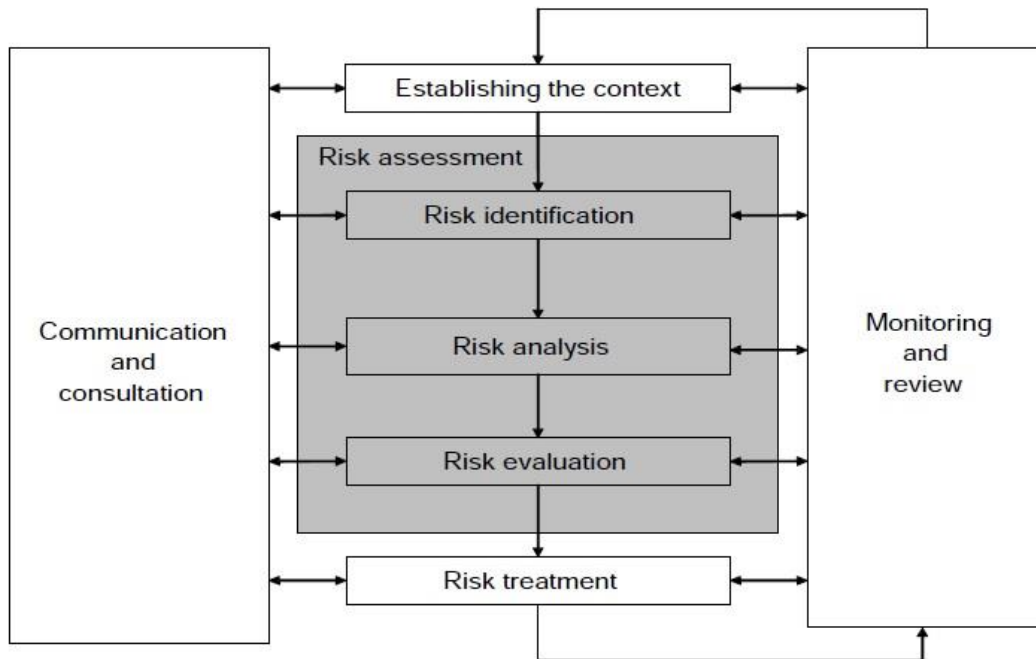 Establishing the context
Risk assessment
Risk identification
Communication
and
consultation
Risk analysis
Monitoring
and
review
Risk evaluation
Risk treatment